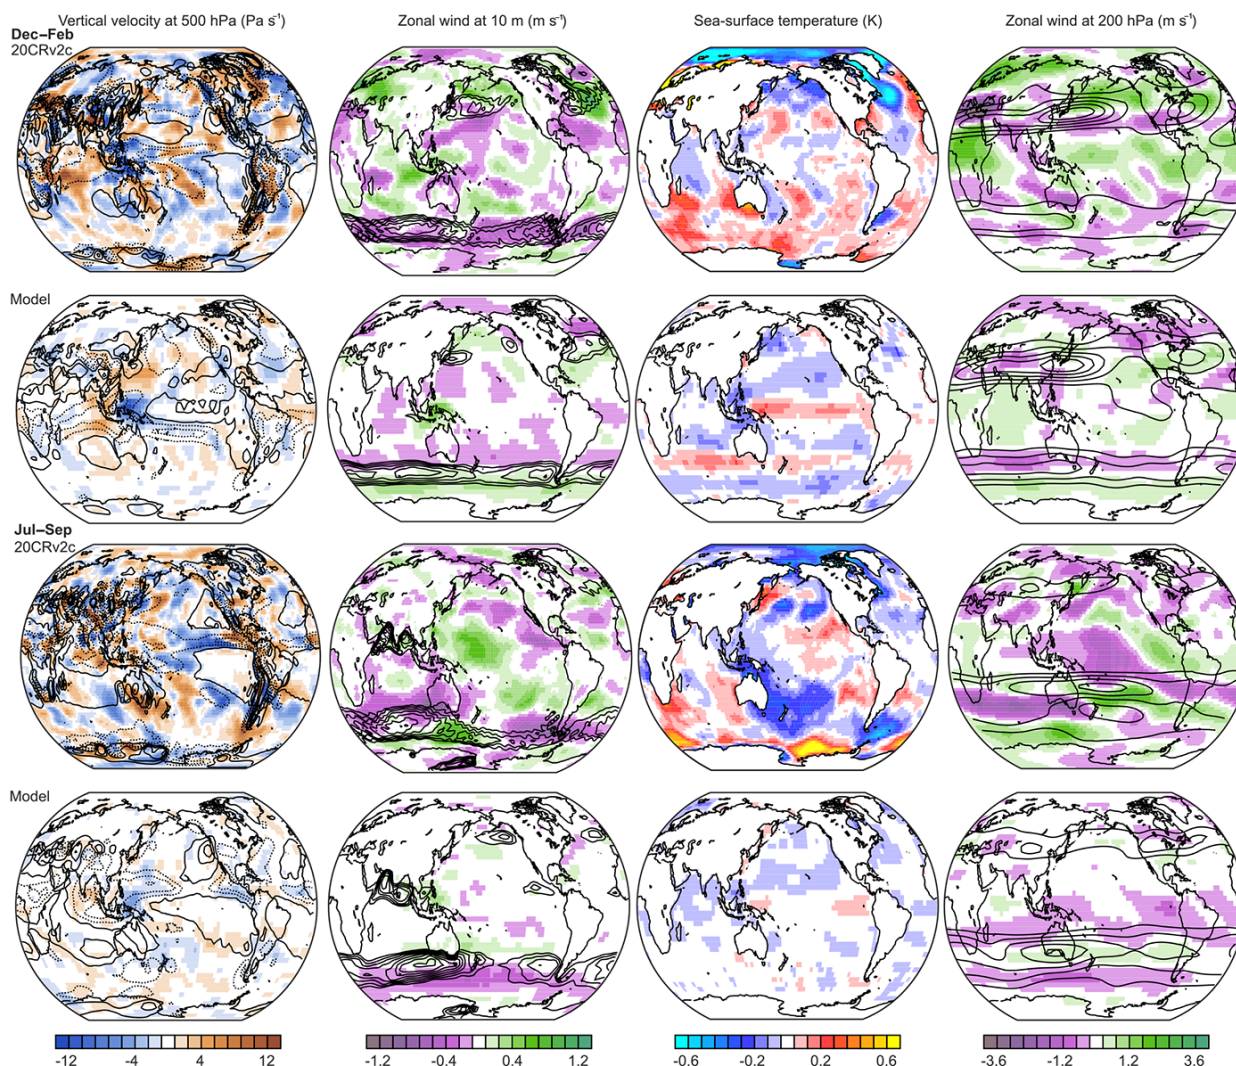 Vertical velocity at 500 hPa (Pa s⁻¹) Zonal wind at 10 m (m s⁻¹) Sea-surface temperature (K) Zonal wind at 200 hPa (m s⁻¹)
Dec–Feb
20CRv2c
Model
Jul–Sep
20CRv2c
Model
-12 -4 4 12 -1.2 -0.4 0.4 1.2 -0.6 -0.2 0.2 0.6 -3.6 -1.2 1.2 3.6